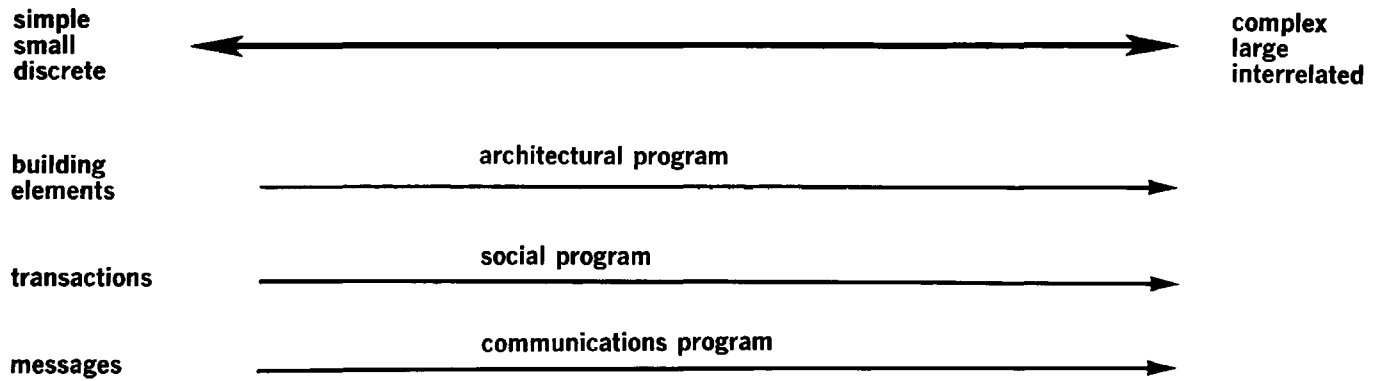 simple
small
discrete
complex
large
interrelated
building
elements
architectural program
transactions
social program
messages
communications program